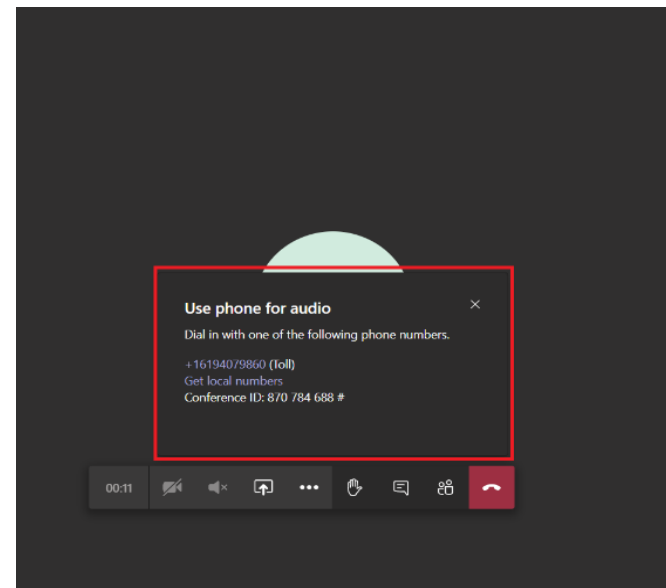 Use phone for audio
Dial in with one of the following phone numbers.
+16194079860 (Toll)
Get local numbers
Conference ID: 870 784 688 #
00:11